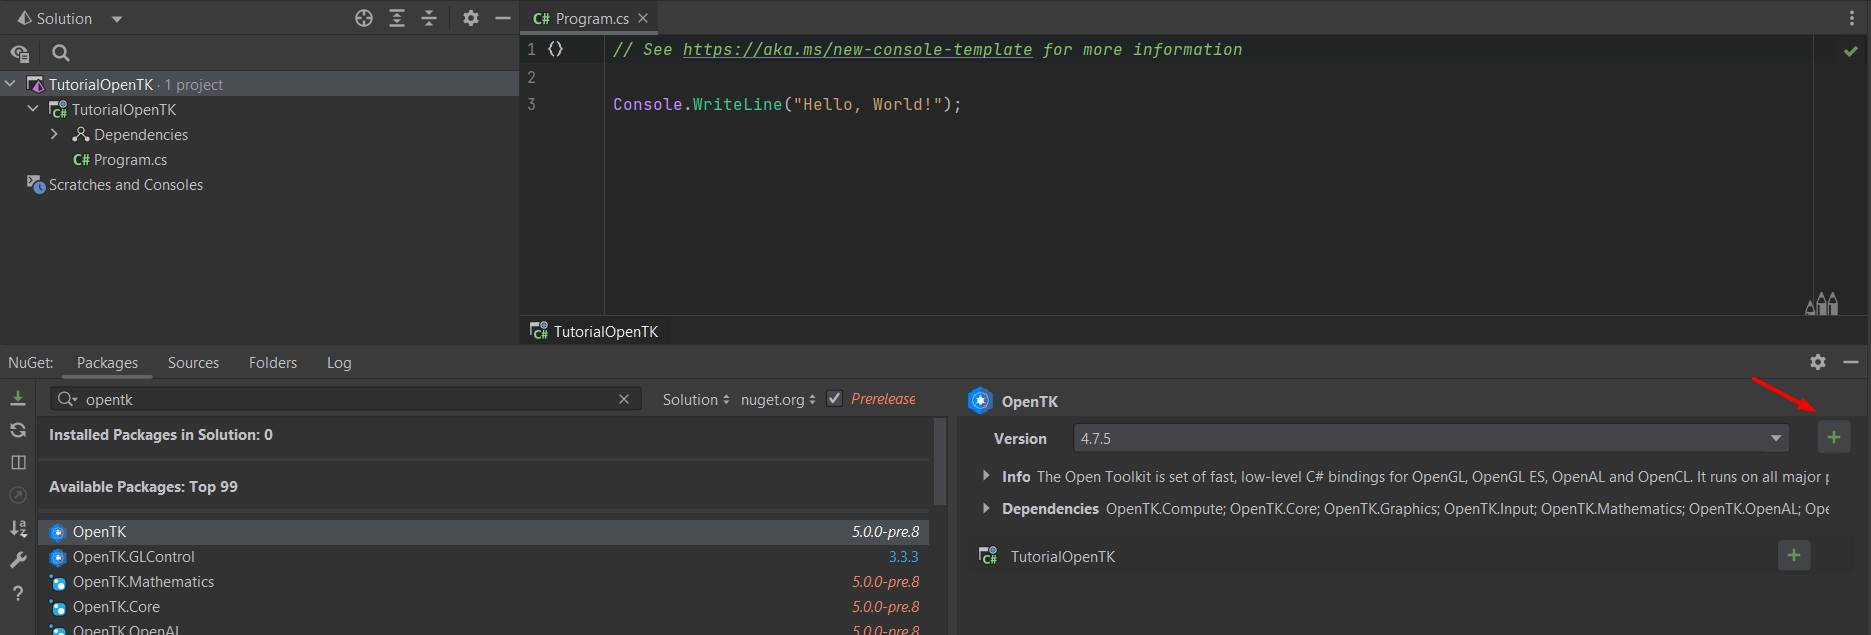 Solution
TutorialOpenTK · 1 project
TutorialOpenTK
Dependencies
C# Program.cs
Scratches and Consoles
C# Program.cs
1 {} // See https://aka.ms/new-console-template for more information
2
3 Console.WriteLine("Hello, World!");
C# TutorialOpenTK
NuGet: Packages Sources Folders Log
opentk
Solution nuget.org Prerelease
Installed Packages in Solution: 0
Available Packages: Top 99
OpenTK 5.0.0-pre.8
OpenTK.GLControl 3.3.3
OpenTK.Mathematics 5.0.0-pre.8
OpenTK.Core 5.0.0-pre.8
OpenTK.OpenAL 5.0.0-pre.8
OpenTK
Version 4.7.5
Info The Open Toolkit is set of fast, low-level C# bindings for OpenGL, OpenGL ES, OpenAL and OpenCL. It runs on all major p
Dependencies OpenTK.Compute; OpenTK.Core; OpenTK.Graphics; OpenTK.Input; OpenTK.Mathematics; OpenTK.OpenAL; Ope
C# TutorialOpenTK